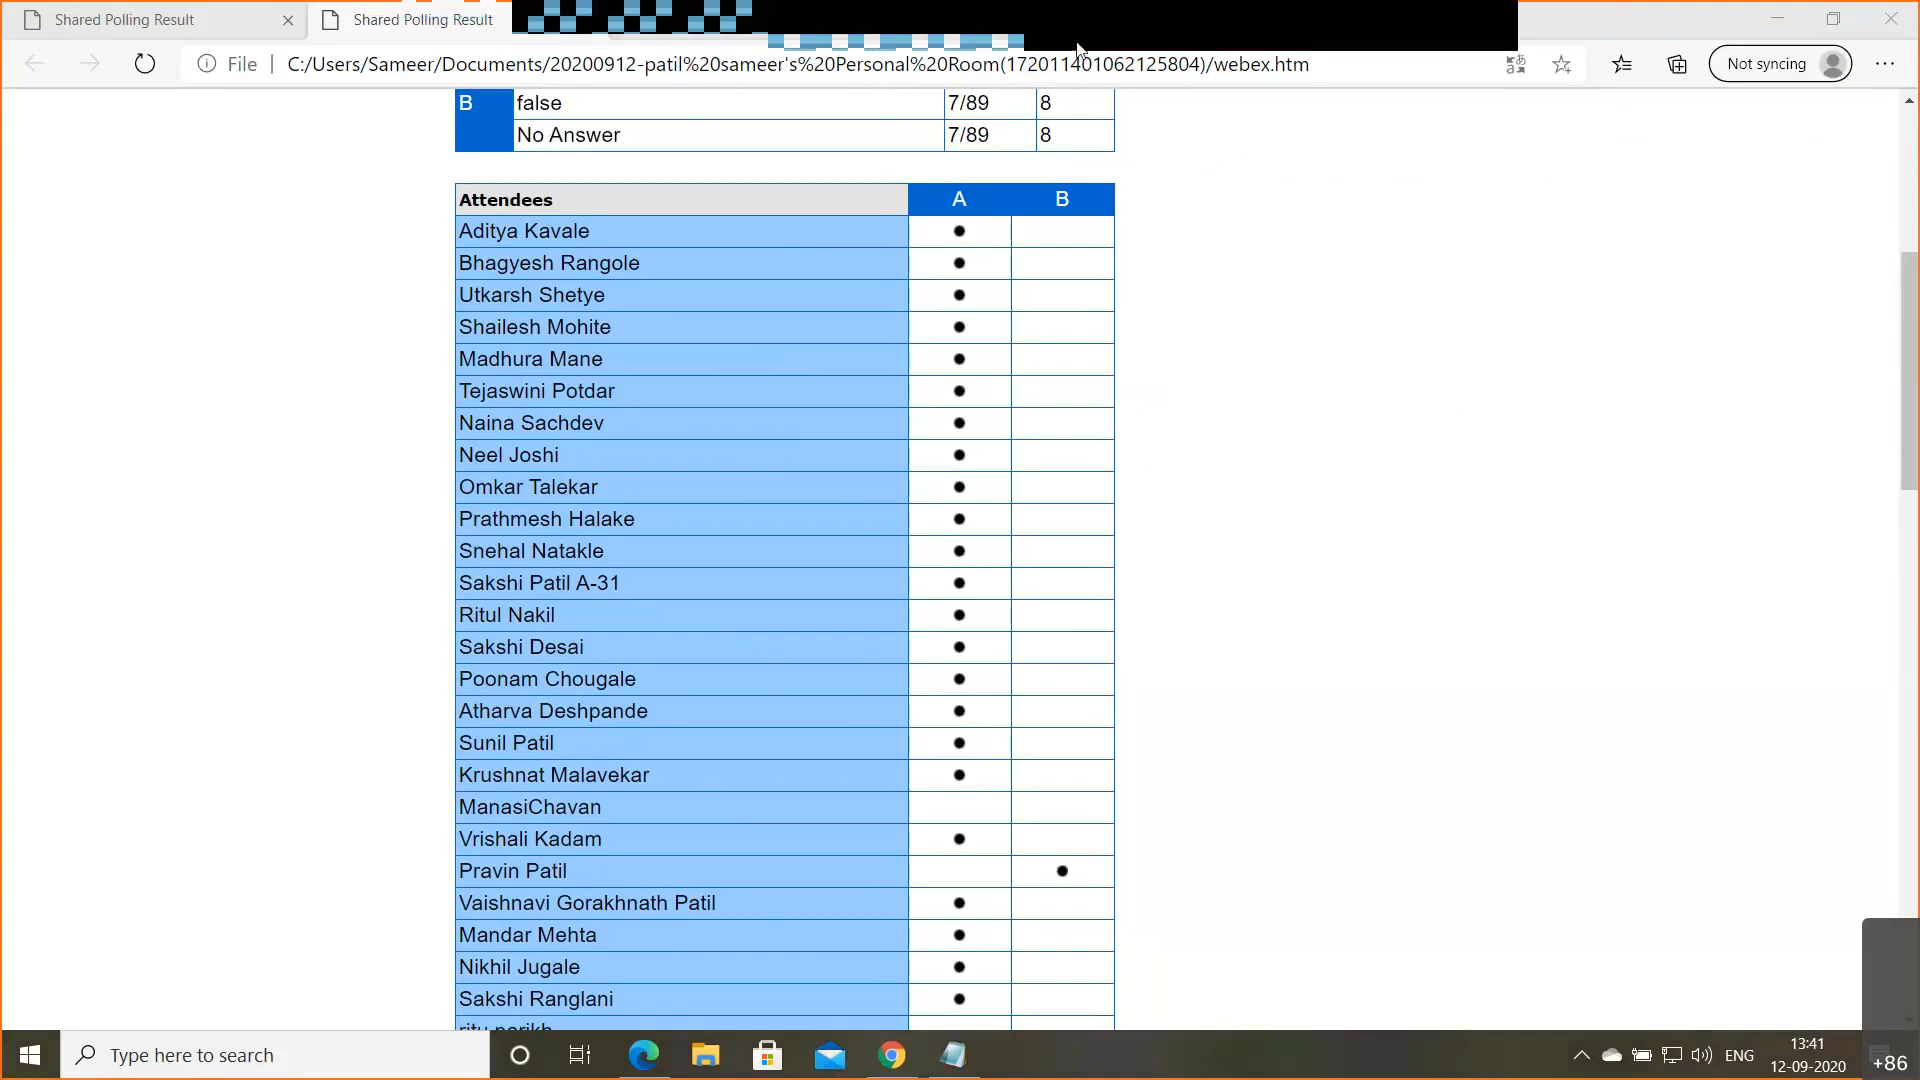 Shared Polling Result
Shared Polling Result
File
C:/Users/Sameer/Documents/20200912-patil%20sameer's%20Personal%20Room(172011401062125804)/webex.htm
Not syncing
B false 7/89 8
No Answer 7/89 8
Attendees A B
Aditya Kavale
Bhagyesh Rangole
Utkarsh Shetye
Shailesh Mohite
Madhura Mane
Tejaswini Potdar
Naina Sachdev
Neel Joshi
Omkar Talekar
Prathmesh Halake
Snehal Natakle
Sakshi Patil A-31
Ritul Nakil
Sakshi Desai
Poonam Chougale
Atharva Deshpande
Sunil Patil
Krushnat Malavekar
ManasiChavan
Vrishali Kadam
Pravin Patil
Vaishnavi Gorakhnath Patil
Mandar Mehta
Nikhil Jugale
Sakshi Ranglani
Type here to search
ENG
13:41
12-09-2020
+86